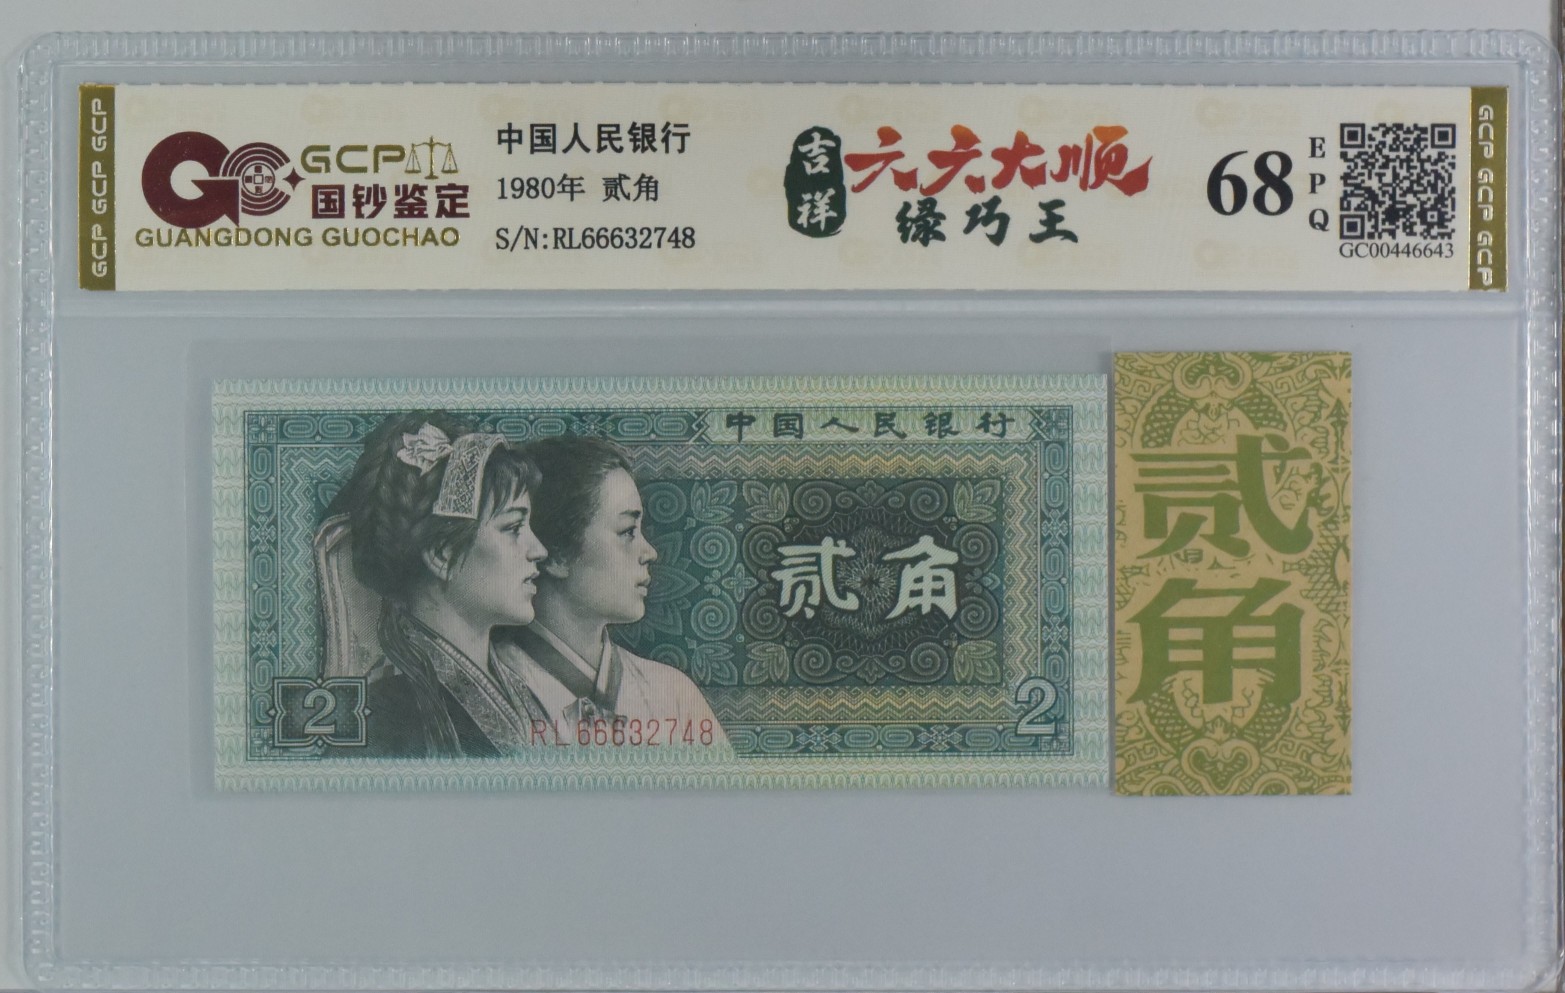 GCP GCP GCP
GCP
国钞鉴定
GUANGDONG GUOCHAO
中国人民银行
1980年 贰角
S/N:RL66632748
吉祥
六六大顺
绿巧王
68
EPQ
GC00446643
GCP GCP GCP
中国人民银行
贰角
2
RL66632748
2
贰角